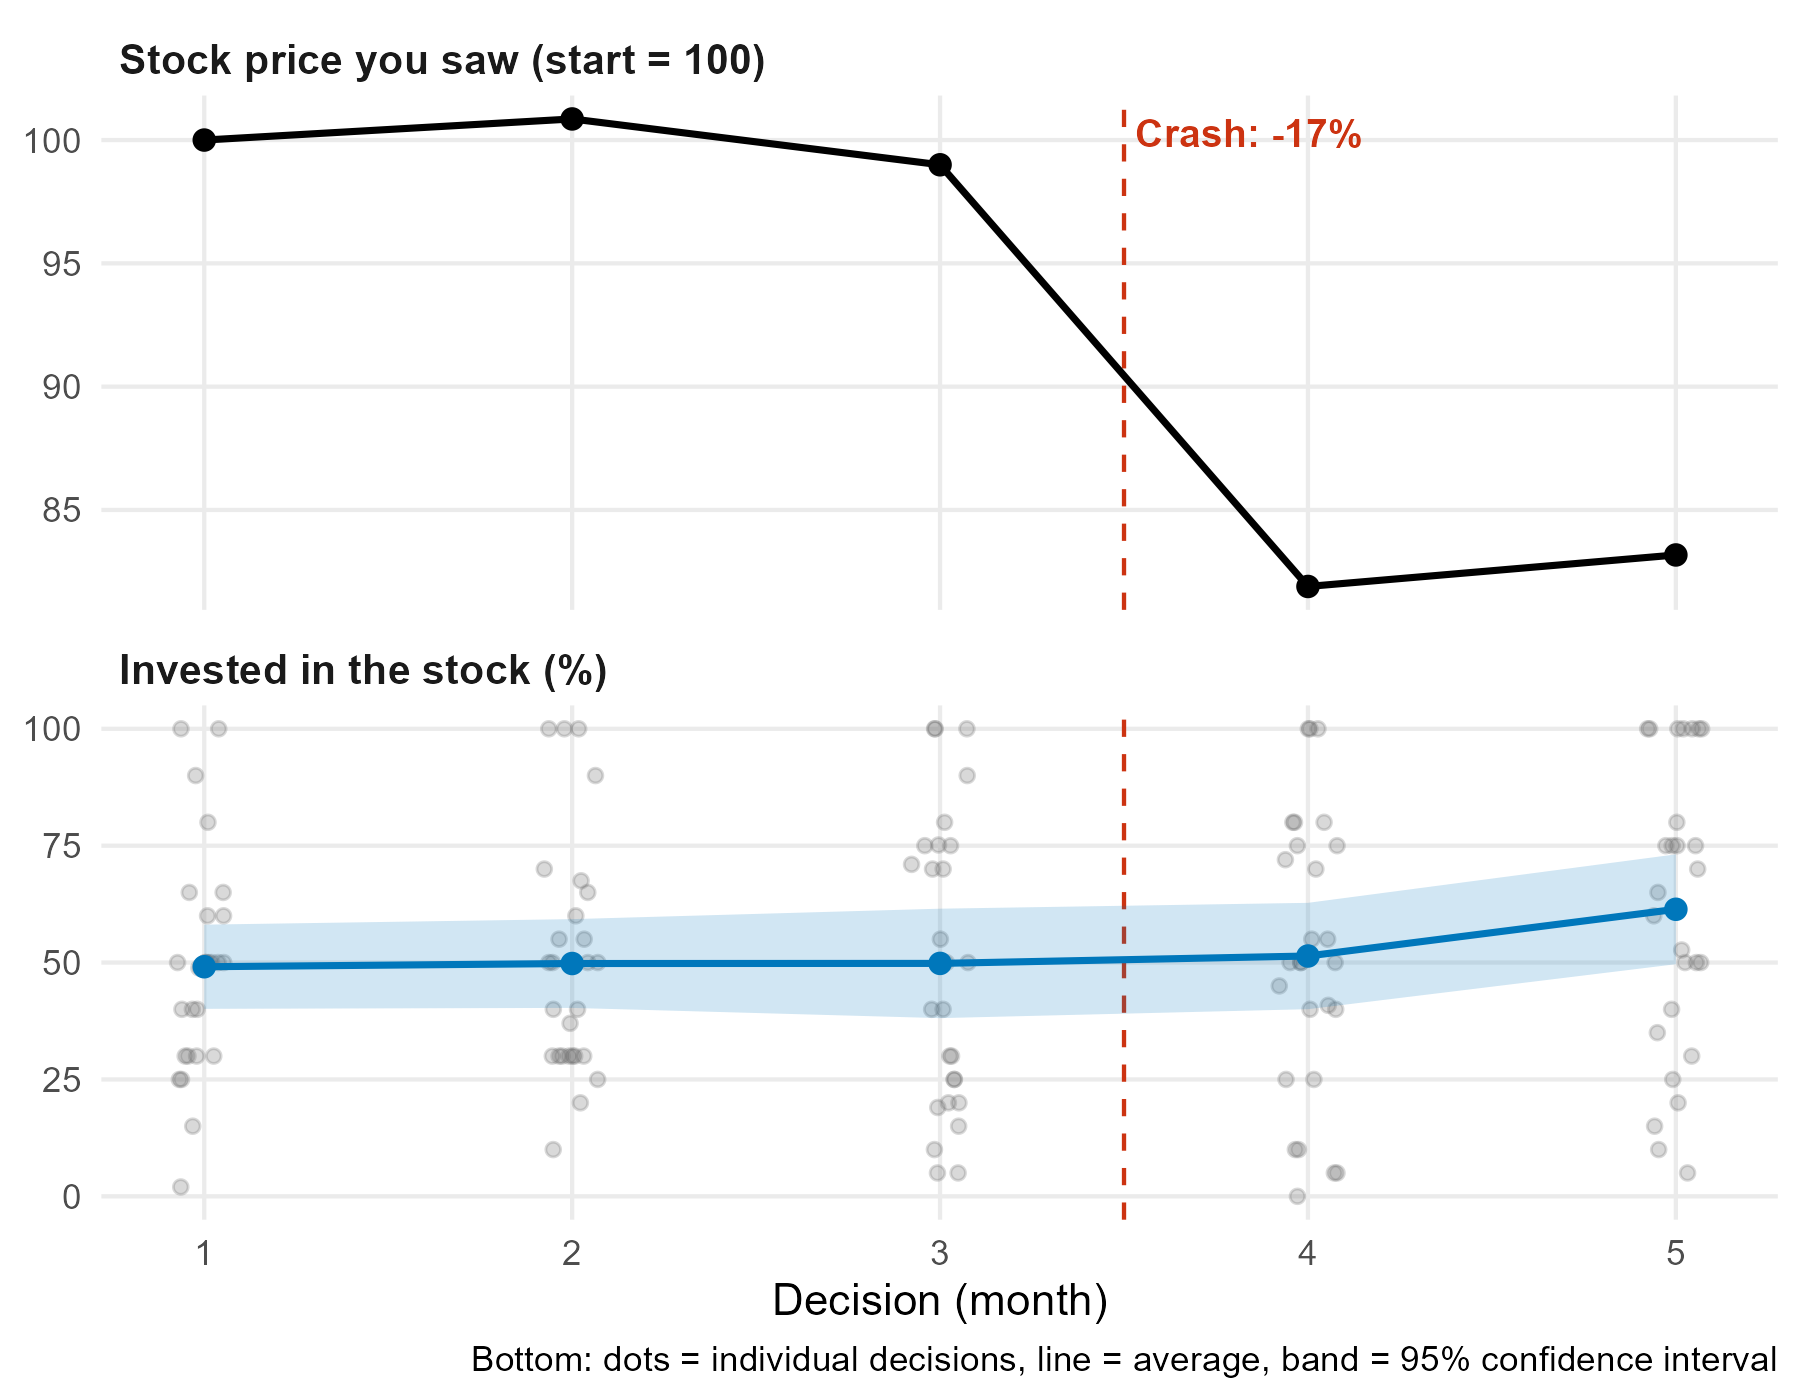 Stock price you saw (start = 100)
100
95
90
85
Crash: -17%
Invested in the stock (%)
100
75
50
25
0
1 2 3 4 5
Decision (month)
Bottom: dots = individual decisions, line = average, band = 95% confidence interval